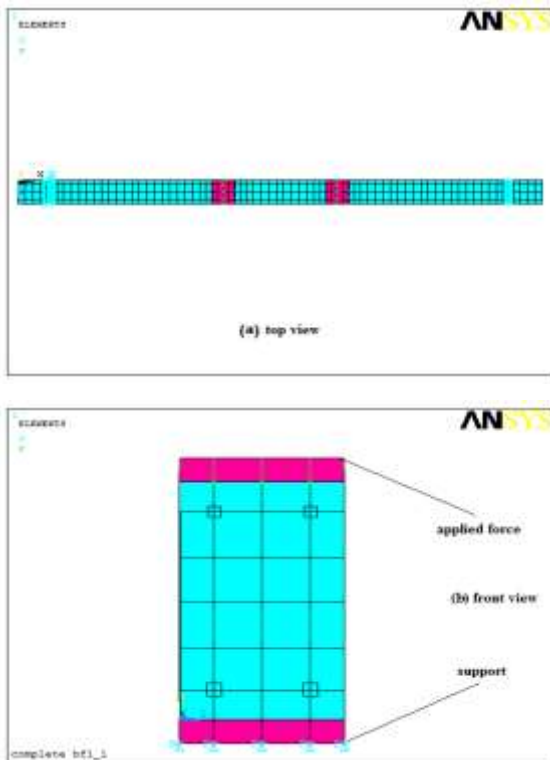 ELEMENTS
ANSYS
X
(a) top view
ELEMENTS
ANSYS
applied force
(b) front view
support
complete bf1_1